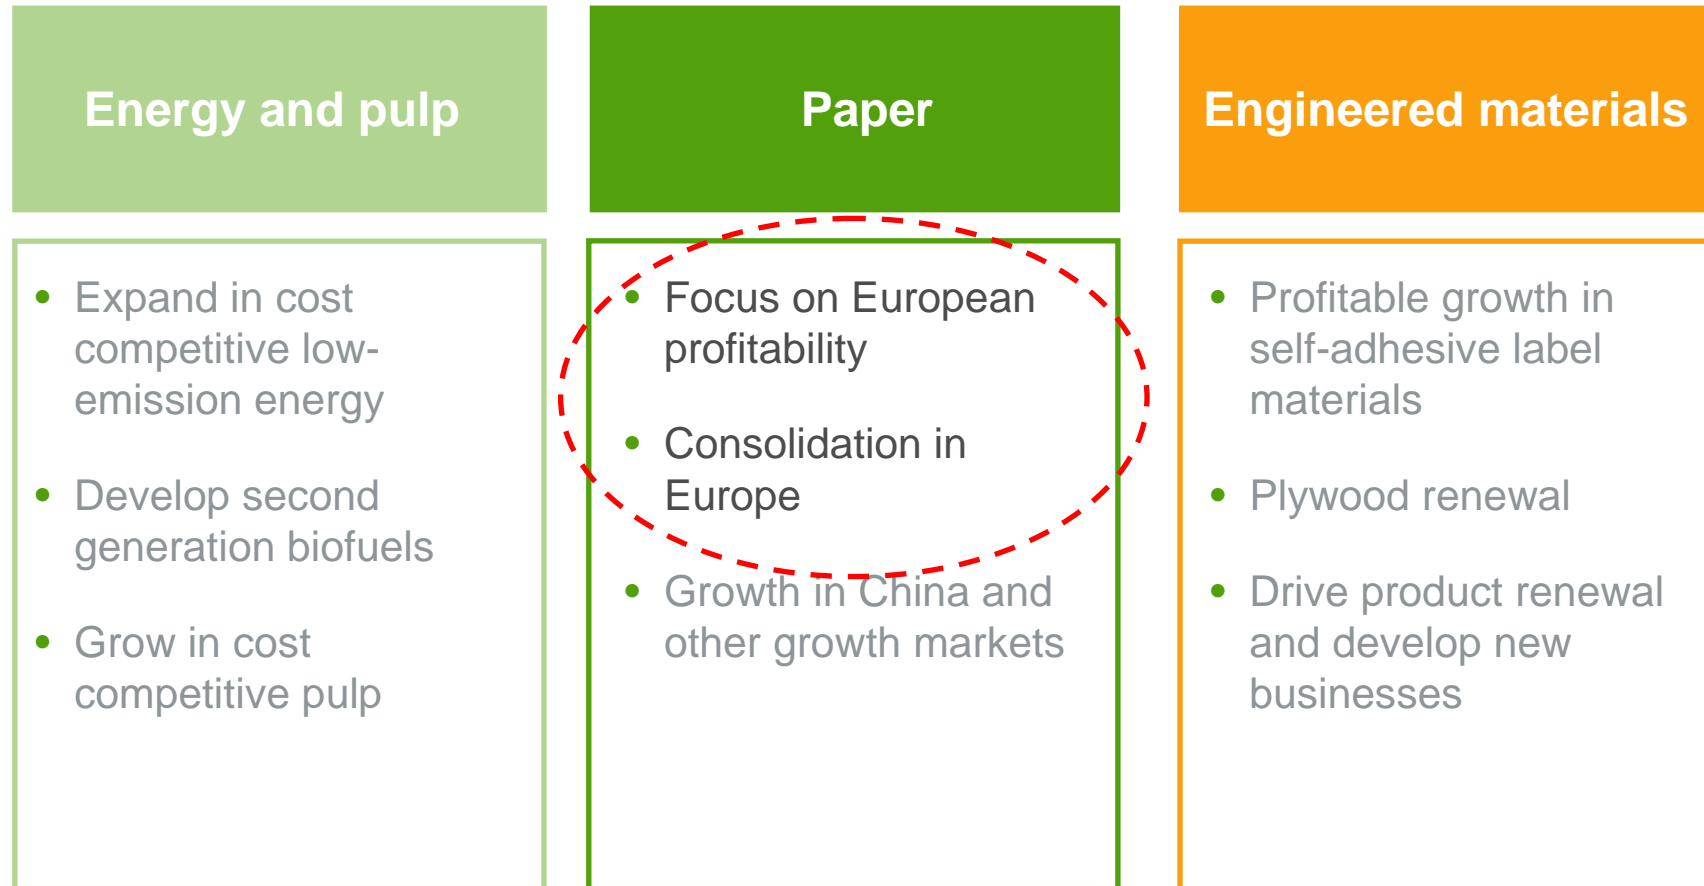 Energy and pulp
• Expand in cost
competitive low-
emission energy
• Develop second
generation biofuels
• Grow in cost
competitive pulp
Paper
• Focus on European
profitability
• Consolidation in
Europe
• Growth in China and
other growth markets
Engineered materials
• Profitable growth in
self-adhesive label
materials
• Plywood renewal
• Drive product renewal
and develop new
businesses